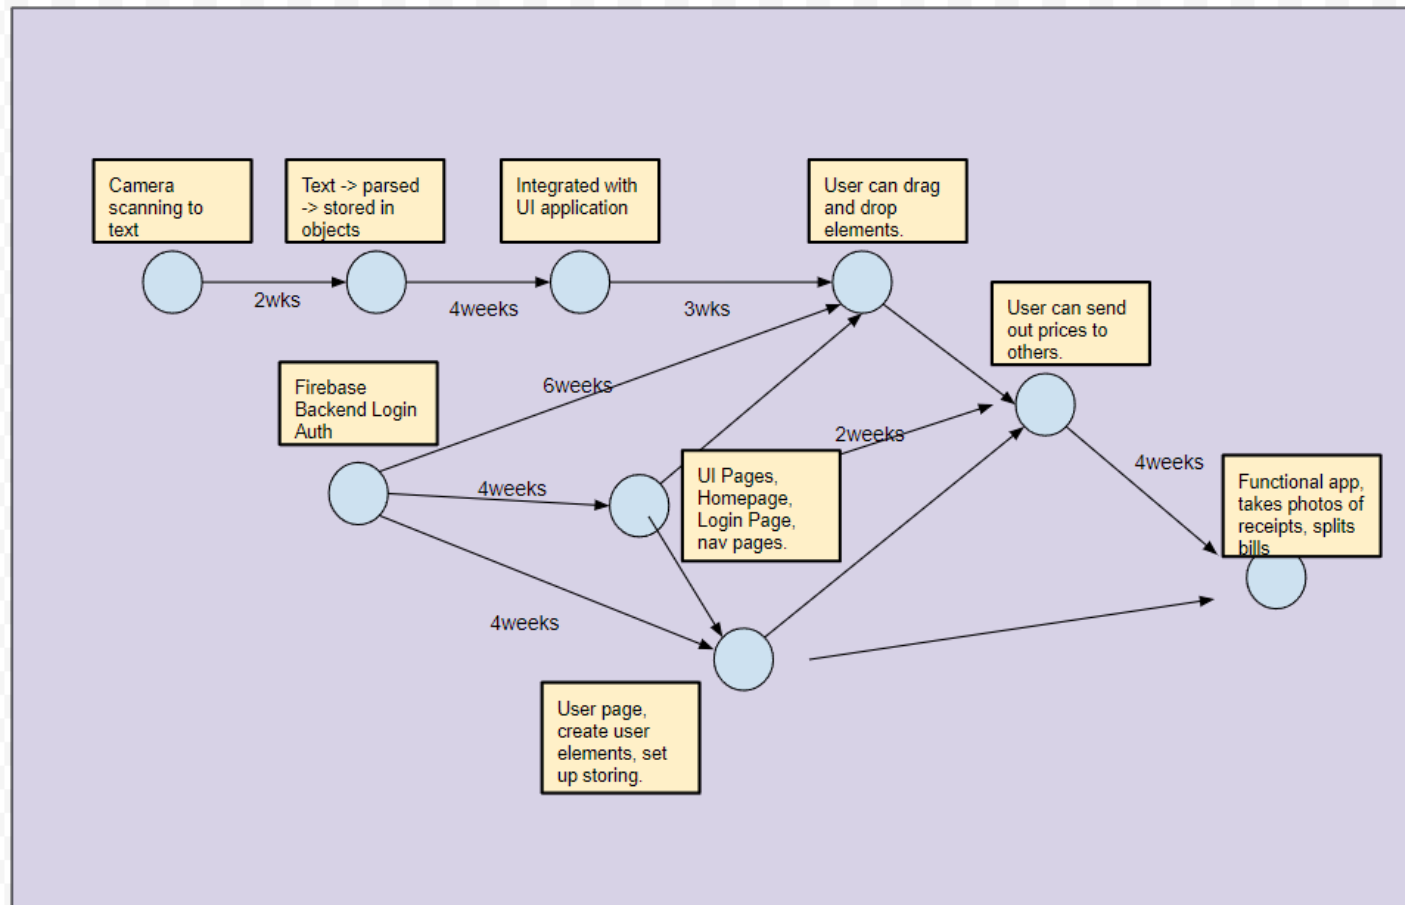 Camera
scanning to
text
Text -> parsed
-> stored in
objects
Integrated with
UI application
User can drag
and drop
elements.
2wks
4weeks
3wks
User can send
out prices to
others.
Firebase
Backend Login
Auth
6weeks
2weeks
4weeks
UI Pages,
Homepage,
Login Page,
nav pages.
4weeks
Functional app,
takes photos of
receipts, splits
bills
4weeks
User page,
create user
elements, set
up storing.